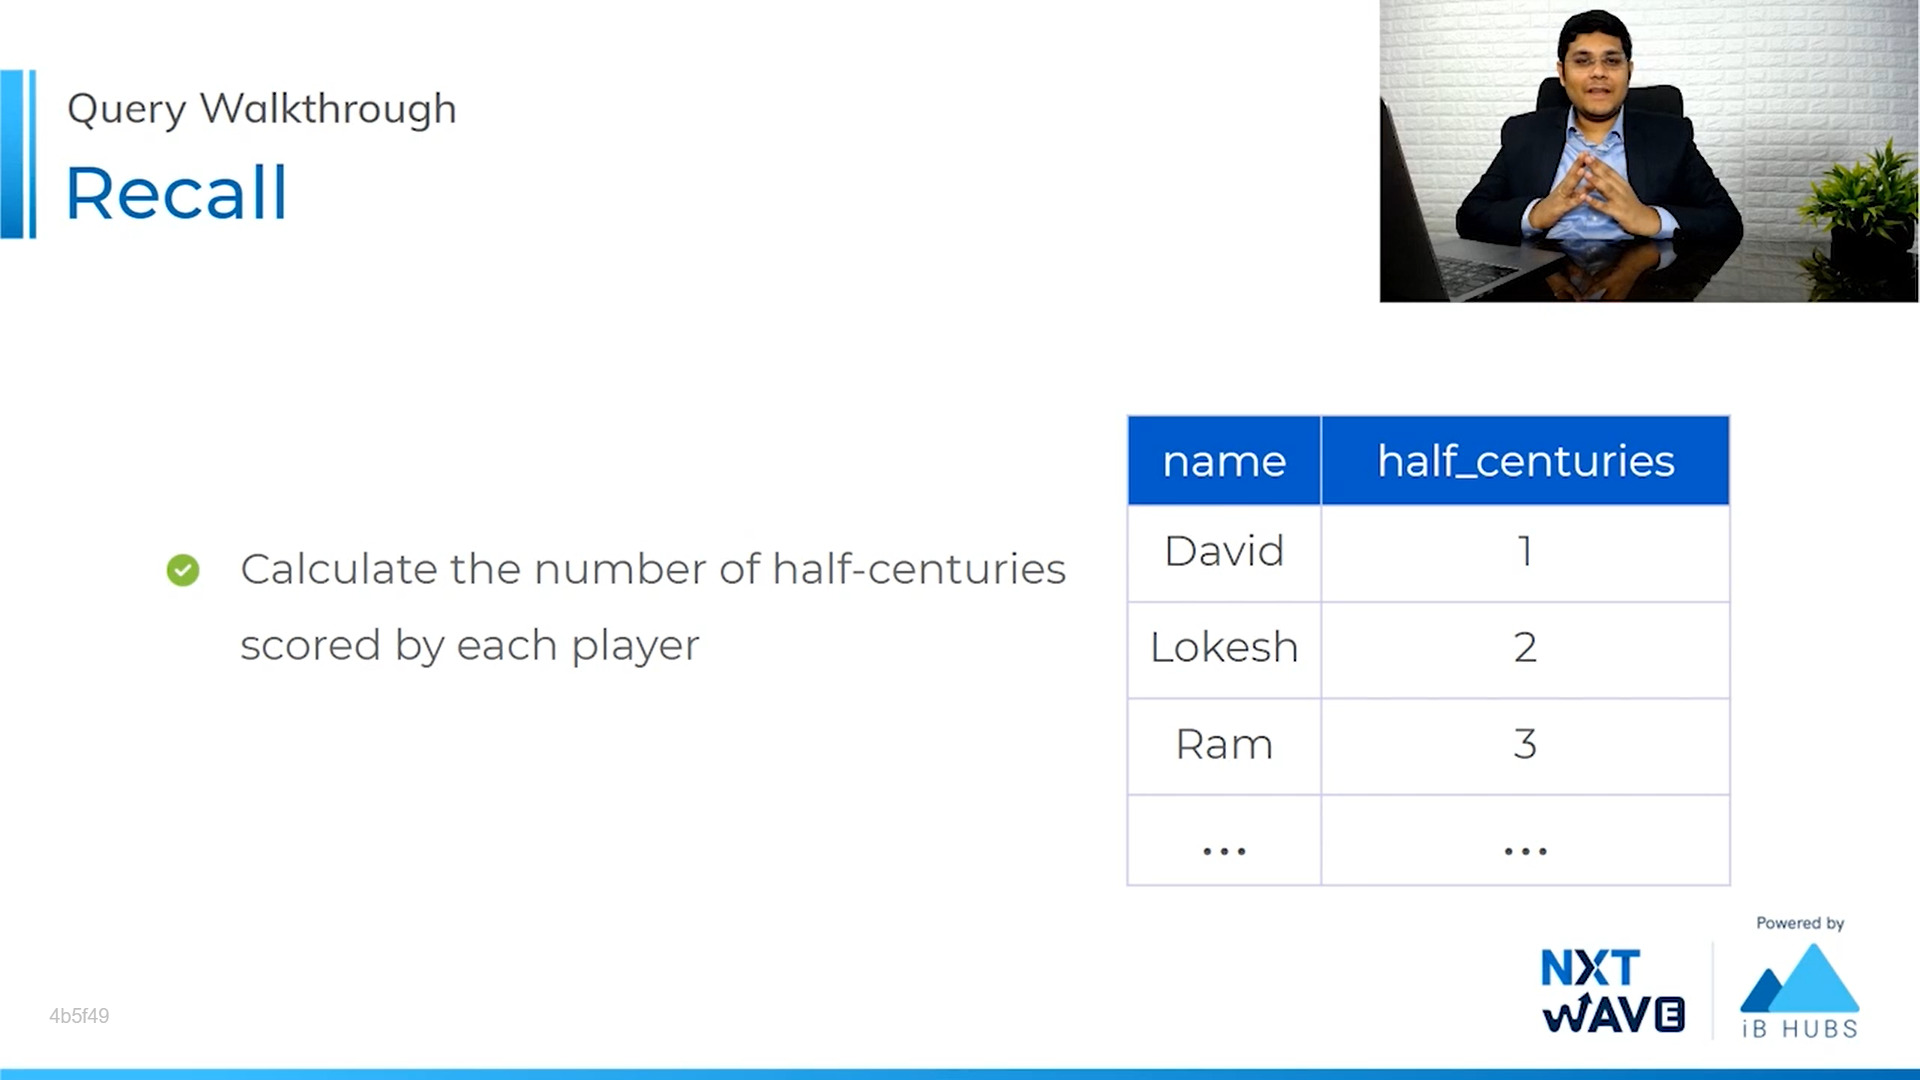 Query Walkthrough
Recall
Calculate the number of half-centuries
scored by each player
name half_centuries
David 1
Lokesh 2
Ram 3
... ...
Powered by
NXT
WAVE
iB HUBS
4b5f49